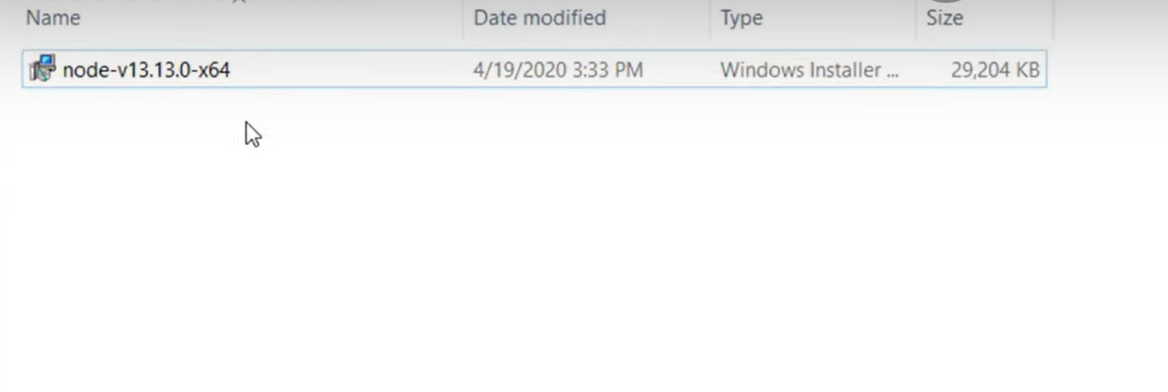 Name Date modified Type Size
node-v13.13.0-x64 4/19/2020 3:33 PM Windows Installer ... 29,204 KB